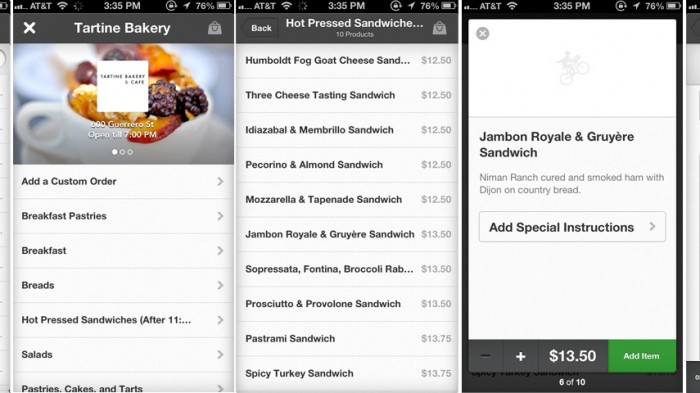 AT&T 3:35 PM 76%
Tartine Bakery
TARTINE BAKERY
& CAFE
600 Guerrero St
Open till 7:00 PM
Add a Custom Order
Breakfast Pastries
Breakfast
Breads
Hot Pressed Sandwiches (After 11:...
Salads
Pastries, Cakes, and Tarts
AT&T 3:35 PM 76%
Back
Hot Pressed Sandwiche...
10 Products
Humboldt Fog Goat Cheese Sand... $12.50
Three Cheese Tasting Sandwich $12.50
Idiazabal & Membrillo Sandwich $12.50
Pecorino & Almond Sandwich $12.50
Mozzarella & Tapenade Sandwich $12.50
Jambon Royale & Gruyère Sandwich $13.50
Sopressata, Fontina, Broccoli Rab... $13.50
Prosciutto & Provolone Sandwich $13.50
Pastrami Sandwich $13.75
Spicy Turkey Sandwich $13.75
AT&T 3:35 PM 76%
Jambon Royale & Gruyère
Sandwich
Niman Ranch cured and smoked ham with
Dijon on country bread.
Add Special Instructions
− + $13.50 Add Item
6 of 10